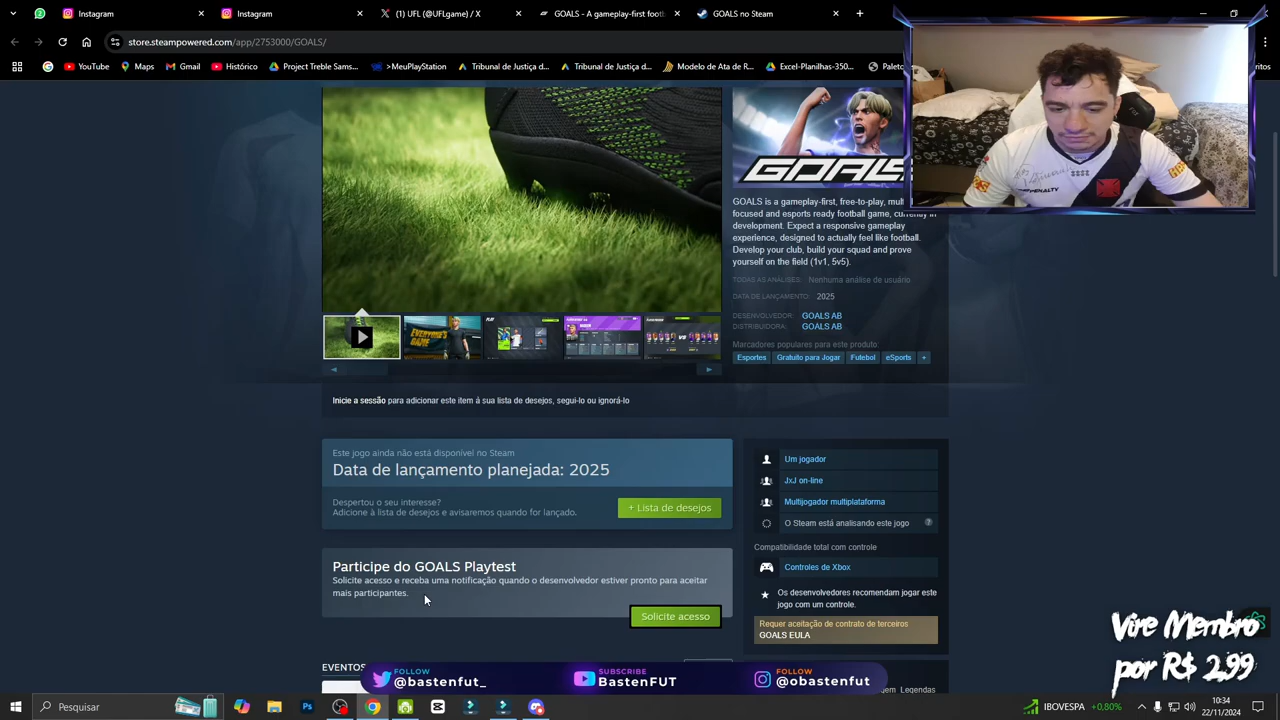 Instagram
Instagram
(1) UFL (@UFLgame) / X
GOALS - A gameplay-first footb
GOALS no Steam
store.steampowered.com/app/2753000/GOALS/
YouTube
Maps
Gmail
Histórico
Project Treble Sams...
>MeuPlayStation
Tribunal de Justiça d...
Tribunal de Justiça d...
Modelo de Ata de R...
Excel-Planilhas-350...
GOALS
GOALS is a gameplay-first, free-to-play,
focused and esports ready football game, currently in
development. Expect a responsive gameplay
experience, designed to actually feel like football.
Develop your club, build your squad and prove
yourself on the field (1v1, 5v5).
TODAS AS ANÁLISES: Nenhuma análise de usuário
DATA DE LANÇAMENTO: 2025
DESENVOLVEDOR: GOALS AB
DISTRIBUIDORA: GOALS AB
Marcadores populares para este produto:
Esportes Gratuito para Jogar Futebol eSports +
Inicie a sessão para adicionar este item à sua lista de desejos, segui-lo ou ignorá-lo
Este jogo ainda não está disponível no Steam
Data de lançamento planejada: 2025
Despertou o seu interesse?
Adicione à lista de desejos e avisaremos quando for lançado.
+ Lista de desejos
Participe do GOALS Playtest
Solicite acesso e receba uma notificação quando o desenvolvedor estiver pronto para aceitar
mais participantes.
Solicite acesso
Um jogador
JxJ on-line
Multijogador multiplataforma
O Steam está analisando este jogo ?
Compatibilidade total com controle
Controles de Xbox
Os desenvolvedores recomendam jogar este
jogo com um controle.
Requer aceitação de contrato de terceiros
GOALS EULA
Legendas
FOLLOW
@bastenfut_
SUBSCRIBE
BastenFUT
FOLLOW
@obastenfut
Vire Membro
por R$ 2,99
Pesquisar
IBOVESPA +0,80%
10:34
22/11/2024